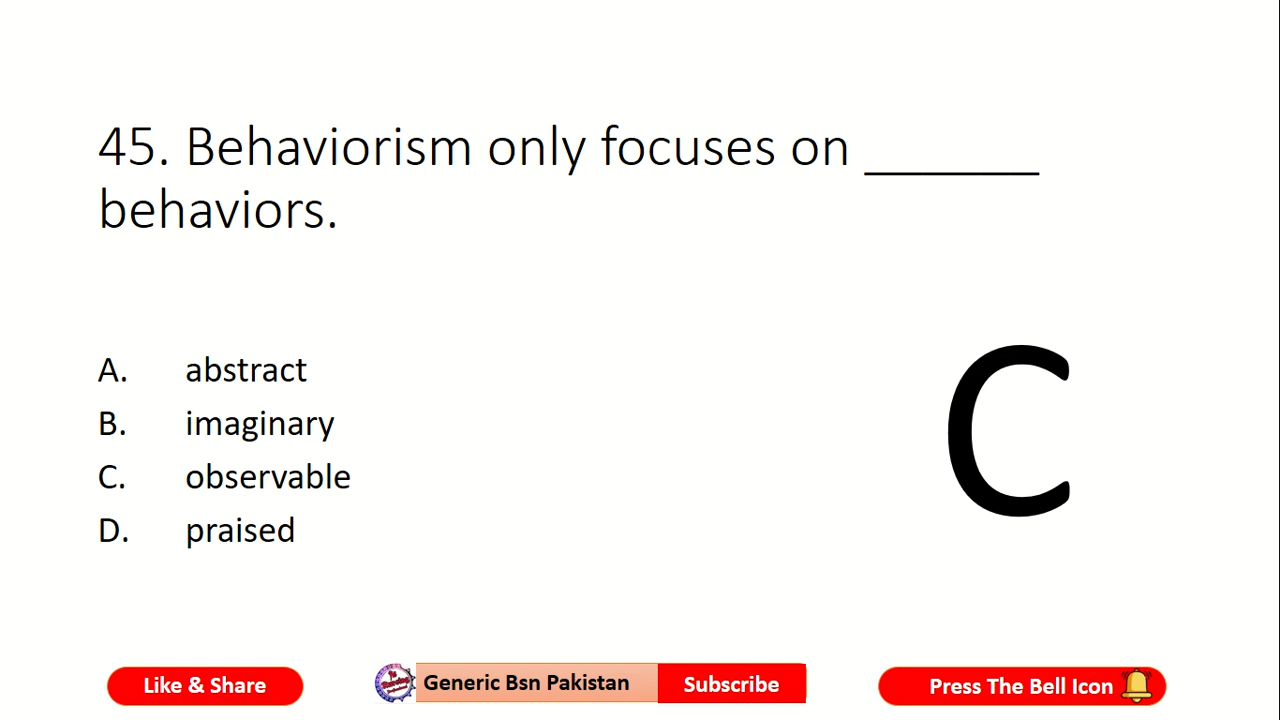 45. Behaviorism only focuses on _______
behaviors.
A. abstract
B. imaginary
C. observable
D. praised
C
Like & Share
Generic Bsn Pakistan
Subscribe
Press The Bell Icon